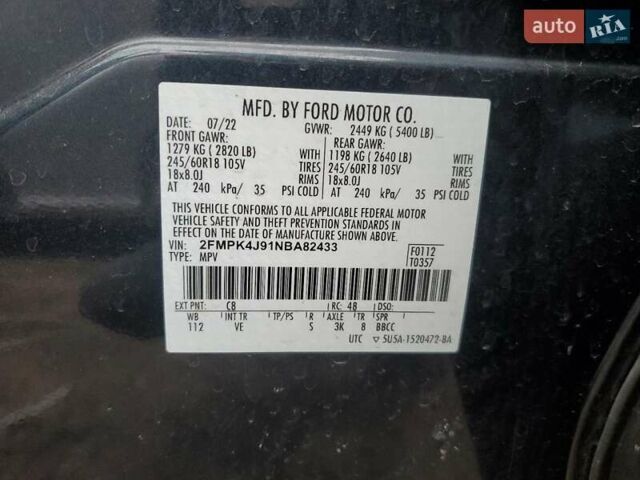 auto RIA
.com
MFD. BY FORD MOTOR CO.
DATE: 07/22 GVWR: 2449 KG ( 5400 LB)
FRONT GAWR: REAR GAWR:
1279 KG ( 2820 LB) WITH 1198 KG ( 2640 LB) WITH
245/60R18 105V TIRES 245/60R18 105V TIRES
18x8.0J RIMS 18x8.0J RIMS
AT 240 kPa/ 35 PSI COLD AT 240 kPa/ 35 PSI COLD
THIS VEHICLE CONFORMS TO ALL APPLICABLE FEDERAL MOTOR
VEHICLE SAFETY AND THEFT PREVENTION STANDARDS IN
EFFECT ON THE DATE OF MANUFACTURE SHOWN ABOVE.
VIN: 2FMPK4J91NBA82433 F0112
TYPE: MPV T0357
EXT PNT: C8 RC: 48 DSO:
WB INT TR TP/PS R AXLE TR SPR
112 VE S 3K 8 BBCC
UTC ▽ 5U5A-1520472-BA